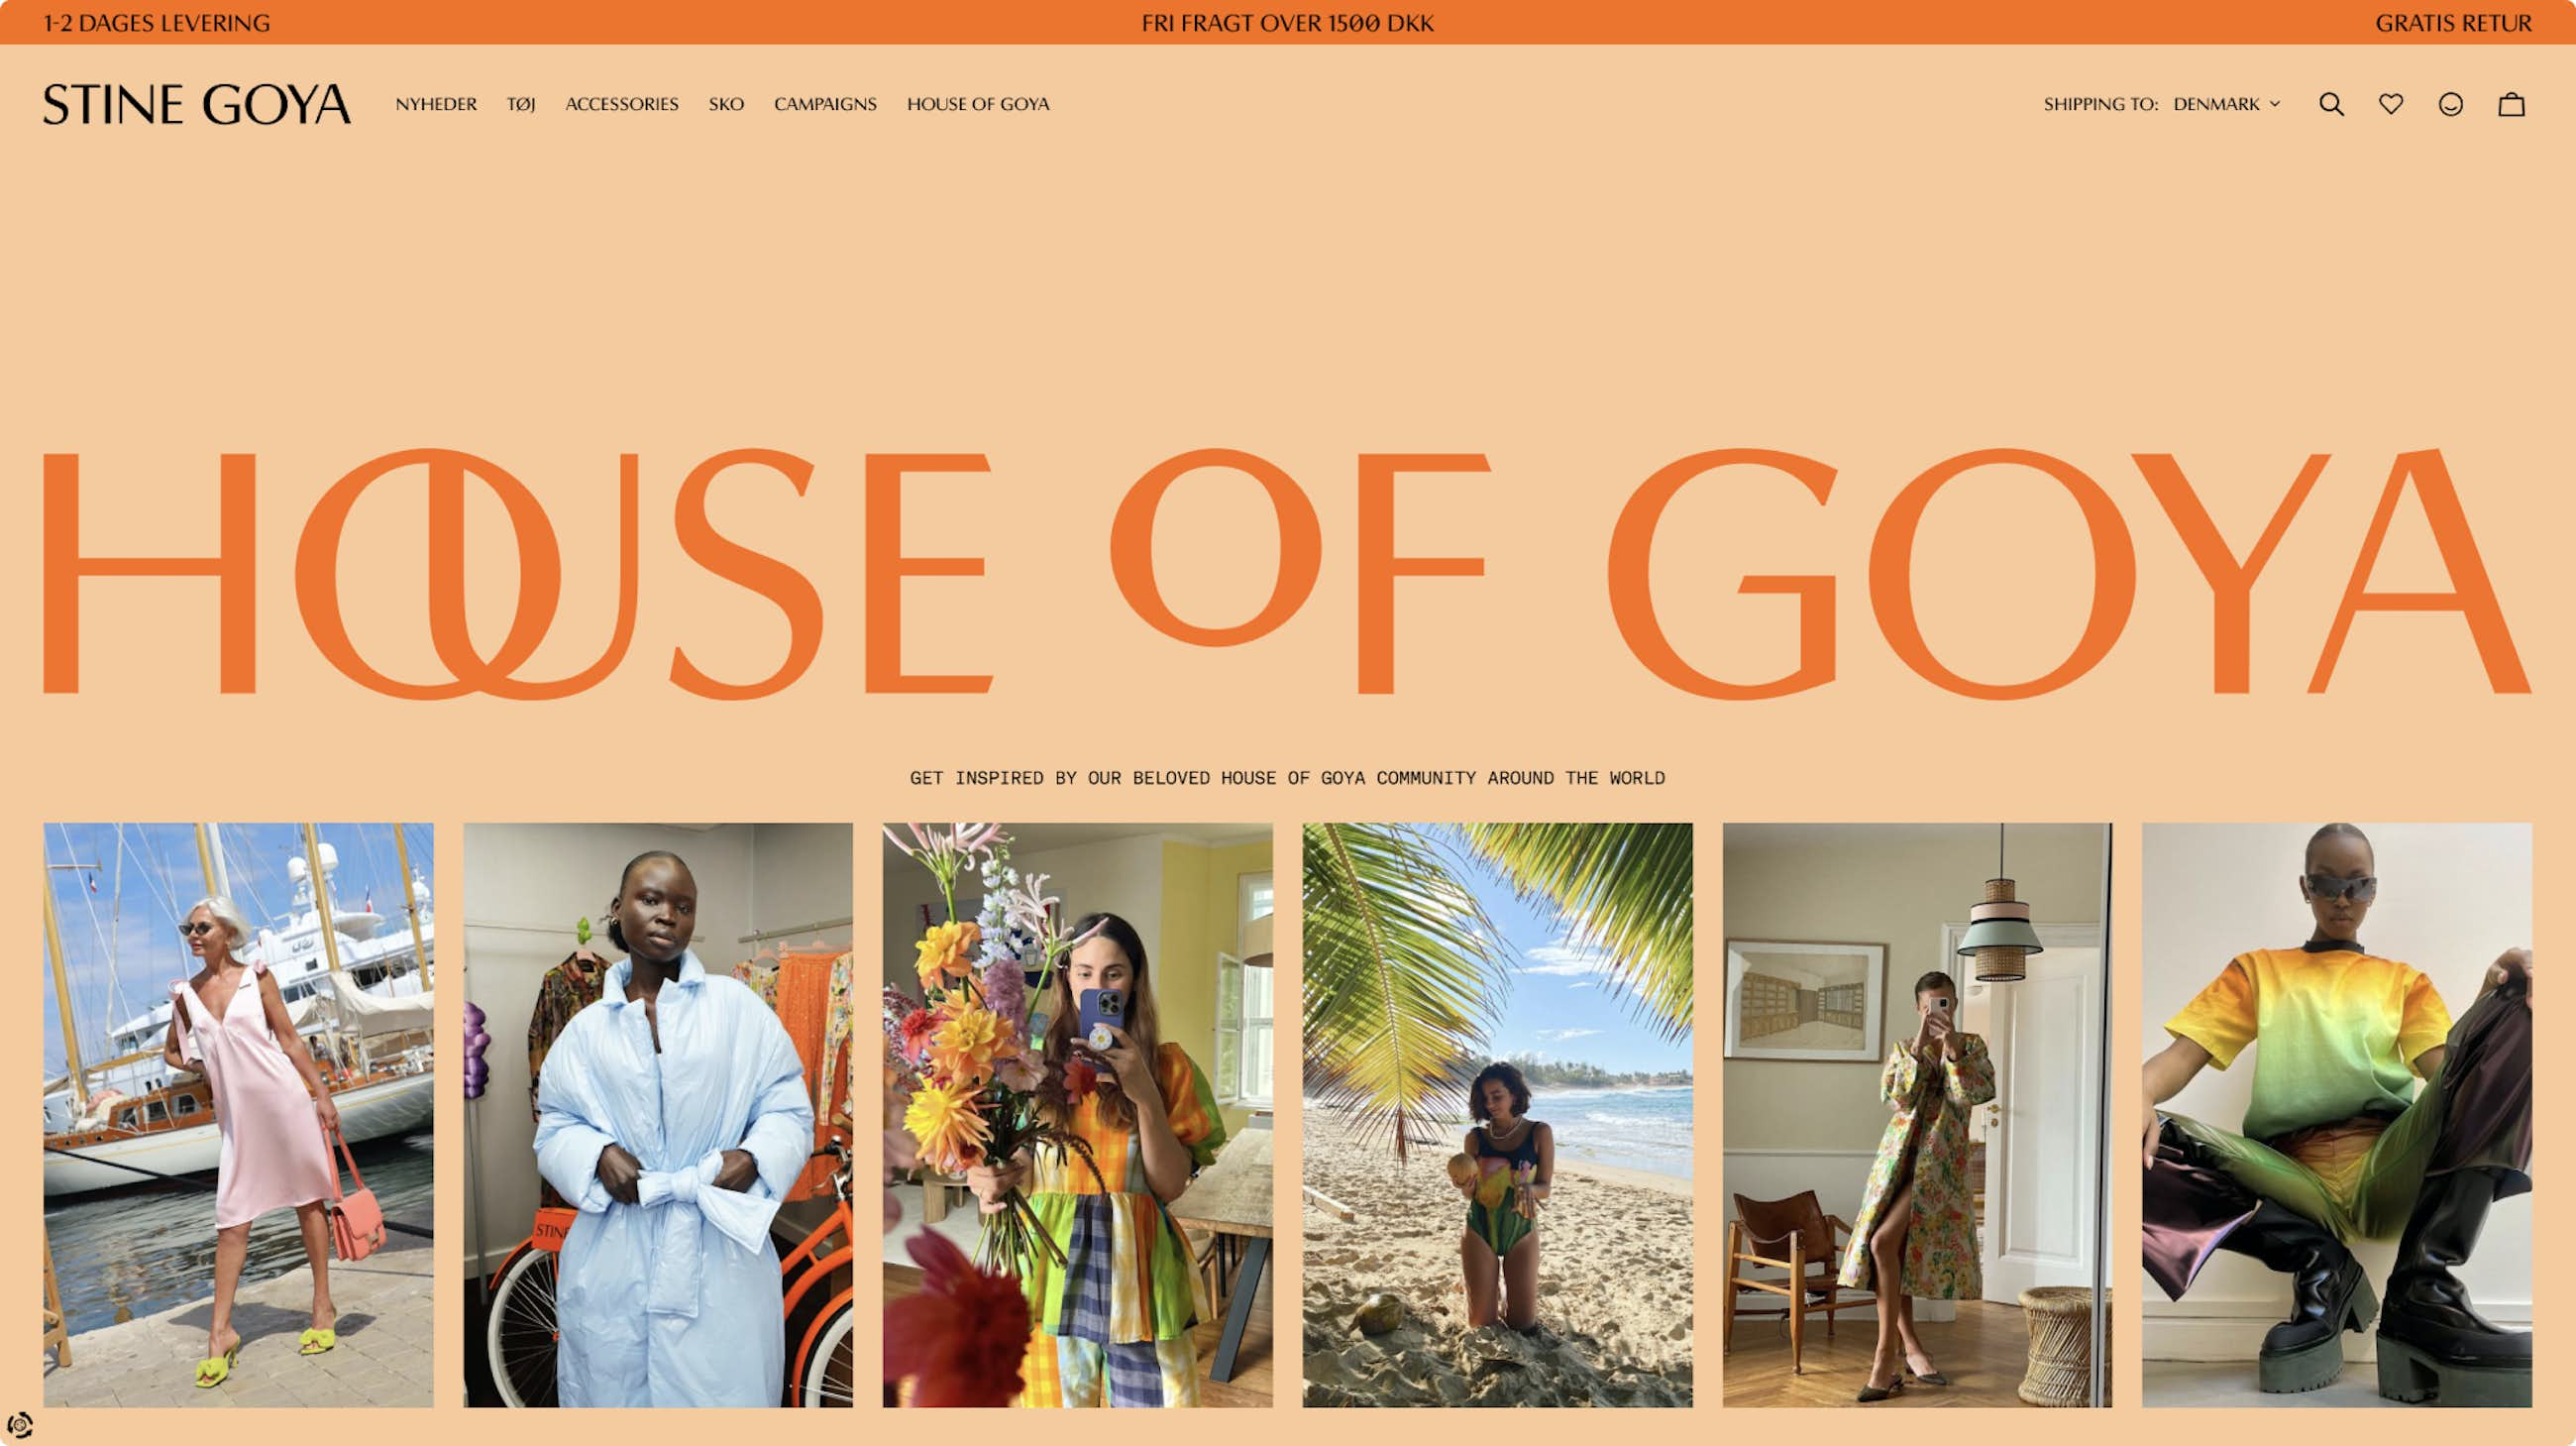 1-2 DAGES LEVERING
FRI FRAGT OVER 1500 DKK
GRATIS RETUR
STINE GOYA
NYHEDER
TØJ
ACCESSORIES
SKO
CAMPAIGNS
HOUSE OF GOYA
SHIPPING TO: DENMARK
HOUSE OF GOYA
GET INSPIRED BY OUR BELOVED HOUSE OF GOYA COMMUNITY AROUND THE WORLD
STINE